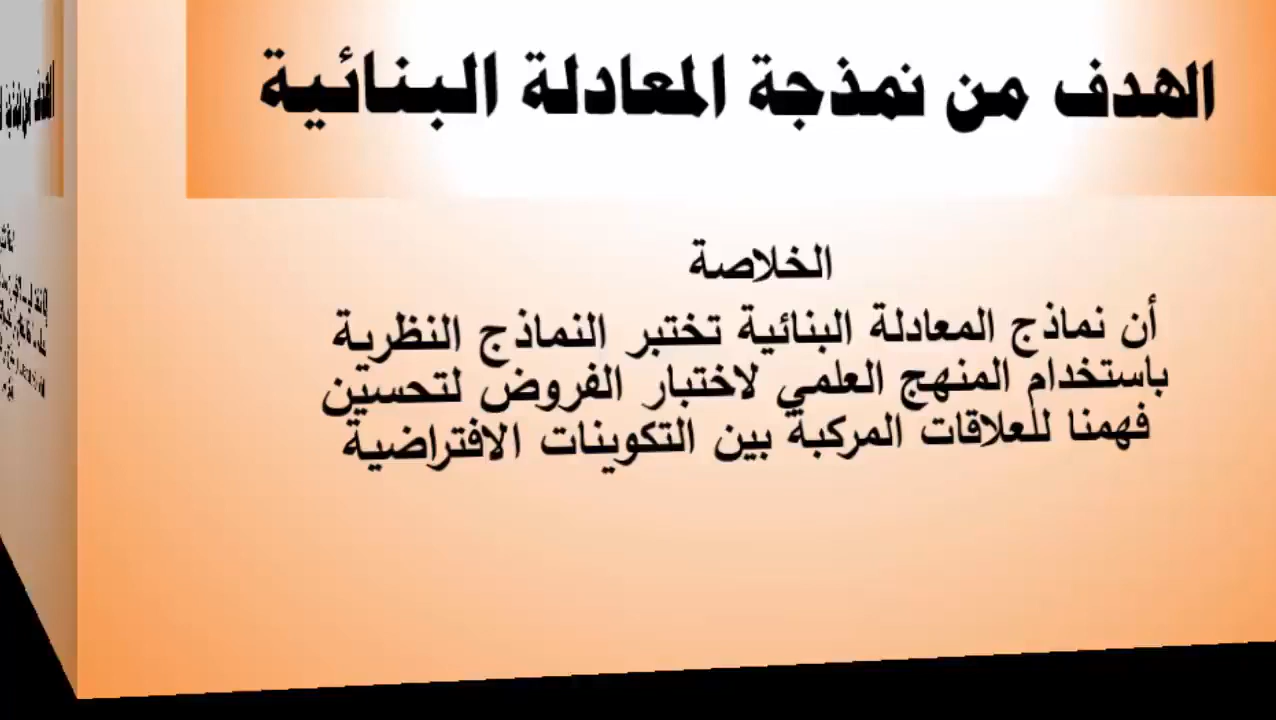 الهدف من نمذجة المعادلة البنائية
الخلاصة
أن نماذج المعادلة البنائية تختبر النماذج النظرية
باستخدام المنهج العلمي لاختبار الفروض لتحسين
فهمنا للعلاقات المركبة بين التكوينات الافتراضية